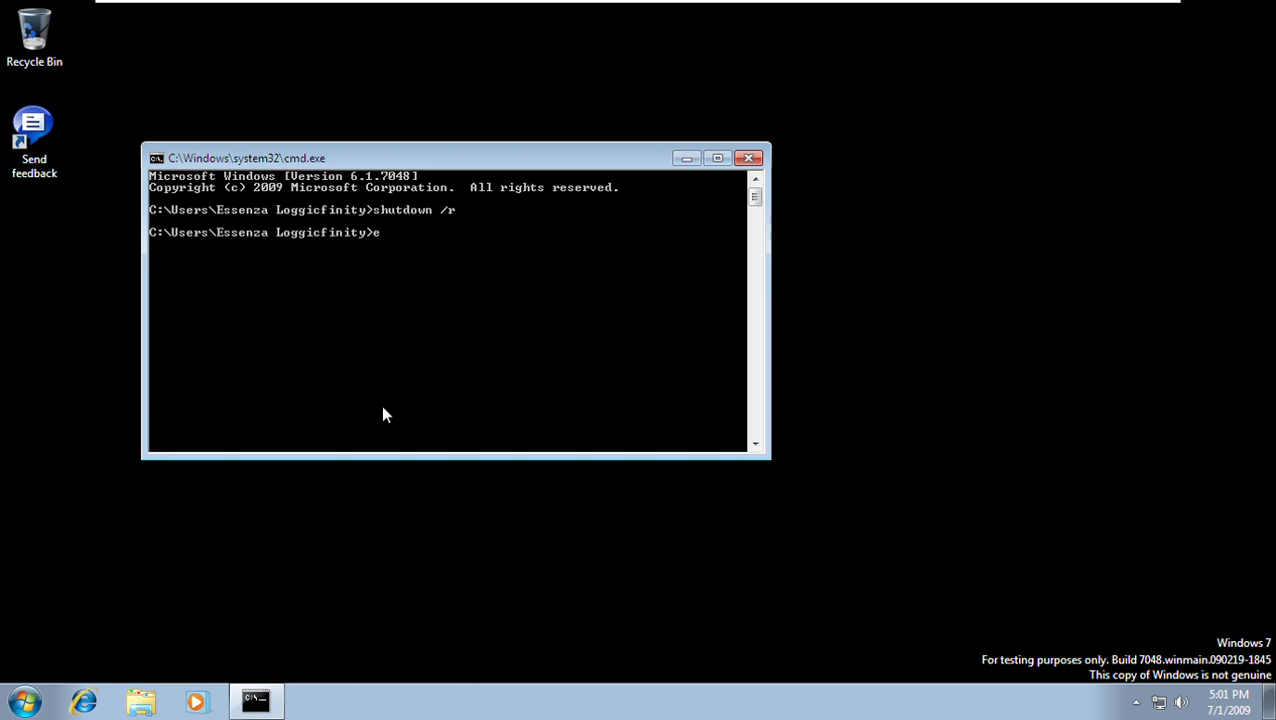 Recycle Bin
Send
feedback
C:\Windows\system32\cmd.exe
Microsoft Windows [Version 6.1.7048]
Copyright (c) 2009 Microsoft Corporation.  All rights reserved.
C:\Users\Essenza Loggicfinity>shutdown /r
C:\Users\Essenza Loggicfinity>e
Windows 7
For testing purposes only. Build 7048.winmain.090219-1845
This copy of Windows is not genuine
C:\_
5:01 PM
7/1/2009